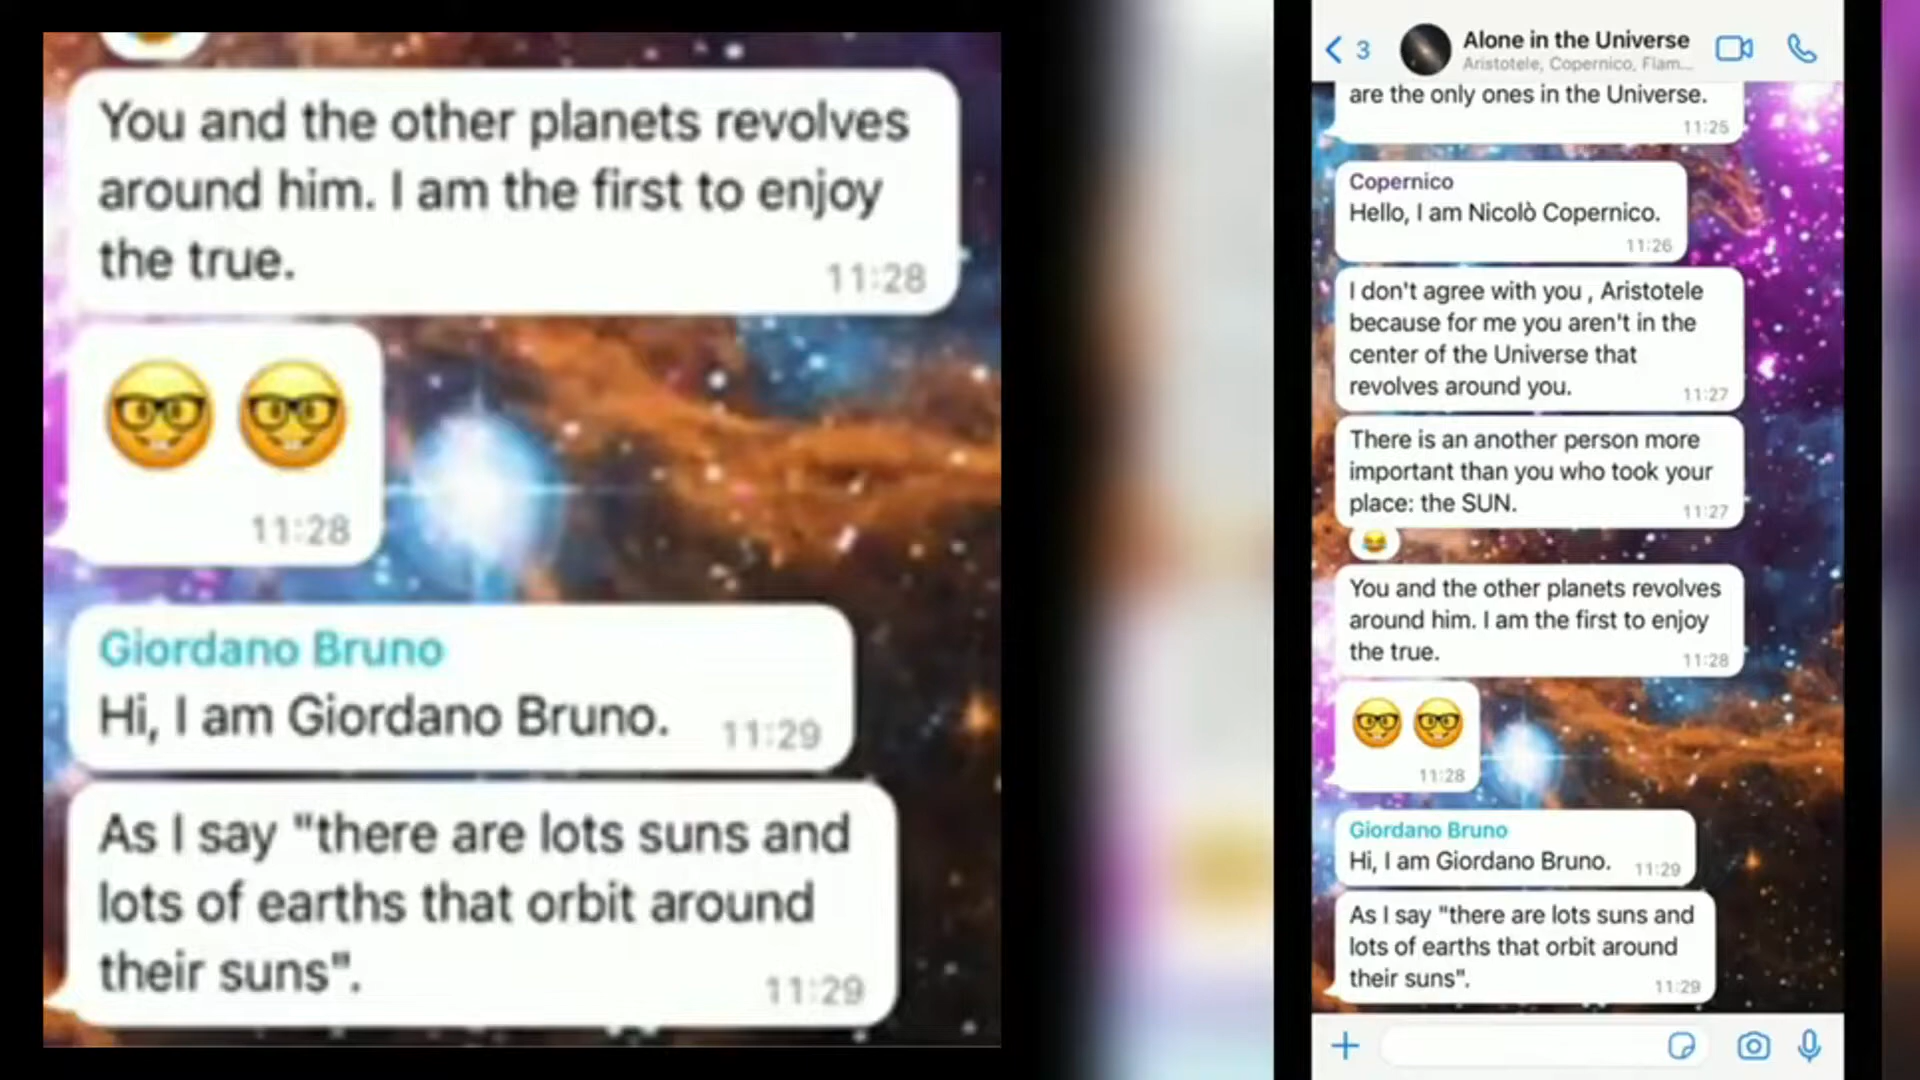 You and the other planets revolves
around him. I am the first to enjoy
the true.
11:28
11:28
Giordano Bruno
Hi, I am Giordano Bruno.
11:29
As I say "there are lots suns and
lots of earths that orbit around
their suns".
11:29
3
Alone in the Universe
Aristotele, Copernico, Flam...
are the only ones in the Universe.
11:25
Copernico
Hello, I am Nicolò Copernico.
11:26
I don't agree with you , Aristotele
because for me you aren't in the
center of the Universe that
revolves around you.
11:27
There is an another person more
important than you who took your
place: the SUN.
11:27
You and the other planets revolves
around him. I am the first to enjoy
the true.
11:28
11:28
Giordano Bruno
Hi, I am Giordano Bruno.
11:29
As I say "there are lots suns and
lots of earths that orbit around
their suns".
11:29